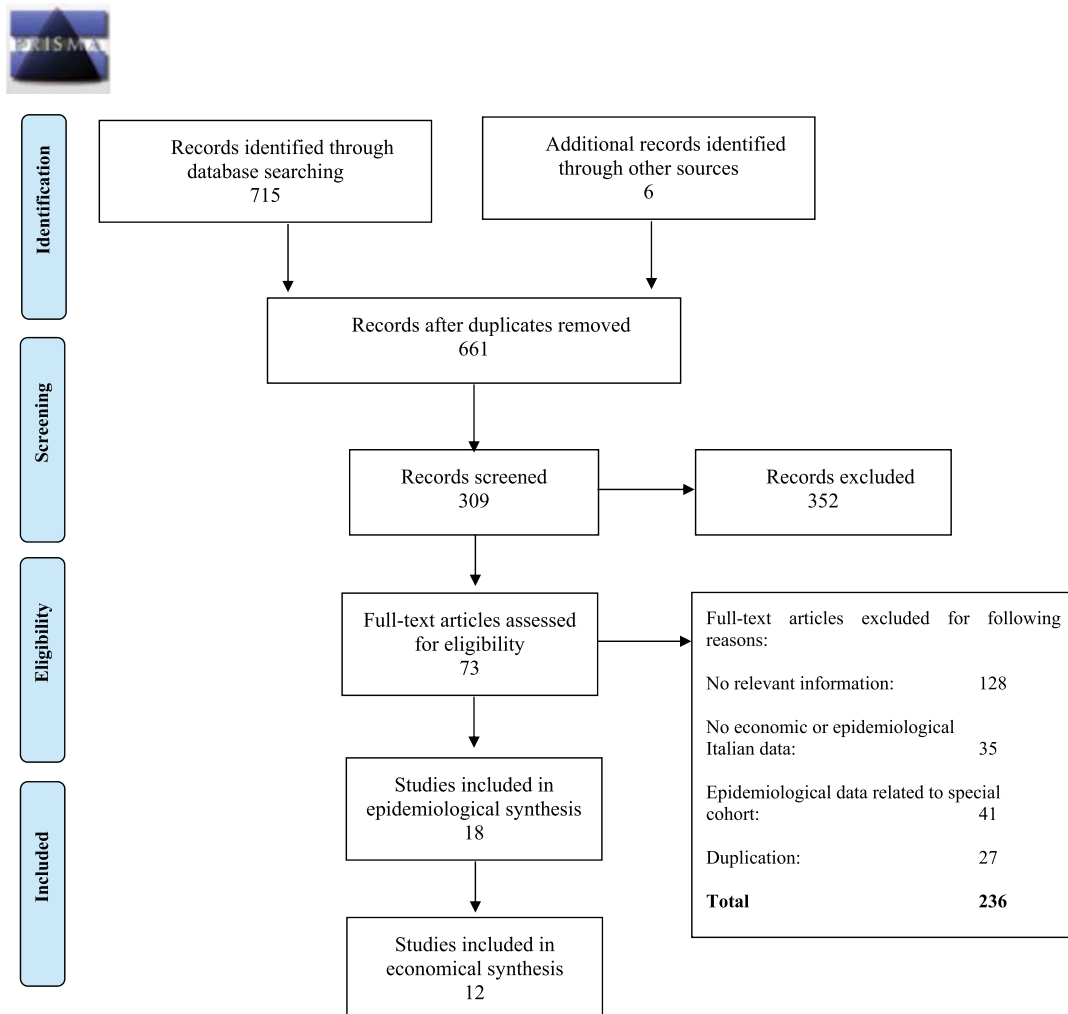 PRISMA
Identification
Records identified through
database searching
715
Additional records identified
through other sources
6
Records after duplicates removed
661
Screening
Records screened
309
Records excluded
352
Eligibility
Full-text articles assessed
for eligibility
73
Full-text articles excluded for following
reasons:
No relevant information: 128
No economic or epidemiological
Italian data: 35
Epidemiological data related to special
cohort: 41
Duplication: 27
Total 236
Included
Studies included in
epidemiological synthesis
18
Studies included in
economical synthesis
12